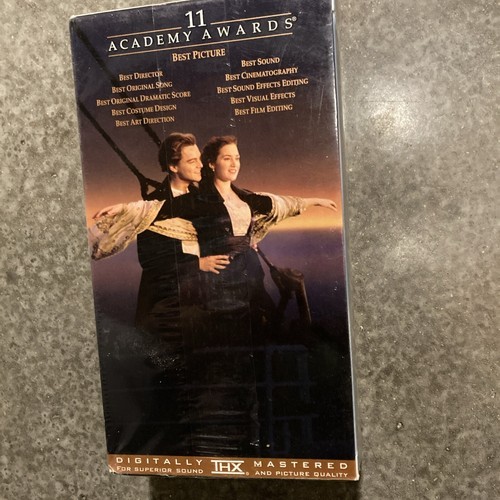 11
ACADEMY AWARDS®
BEST PICTURE
BEST DIRECTOR
BEST ORIGINAL SONG
BEST ORIGINAL DRAMATIC SCORE
BEST COSTUME DESIGN
BEST ART DIRECTION
BEST SOUND
BEST CINEMATOGRAPHY
BEST SOUND EFFECTS EDITING
BEST VISUAL EFFECTS
BEST FILM EDITING
DIGITALLY THX® MASTERED
FOR SUPERIOR SOUND AND PICTURE QUALITY